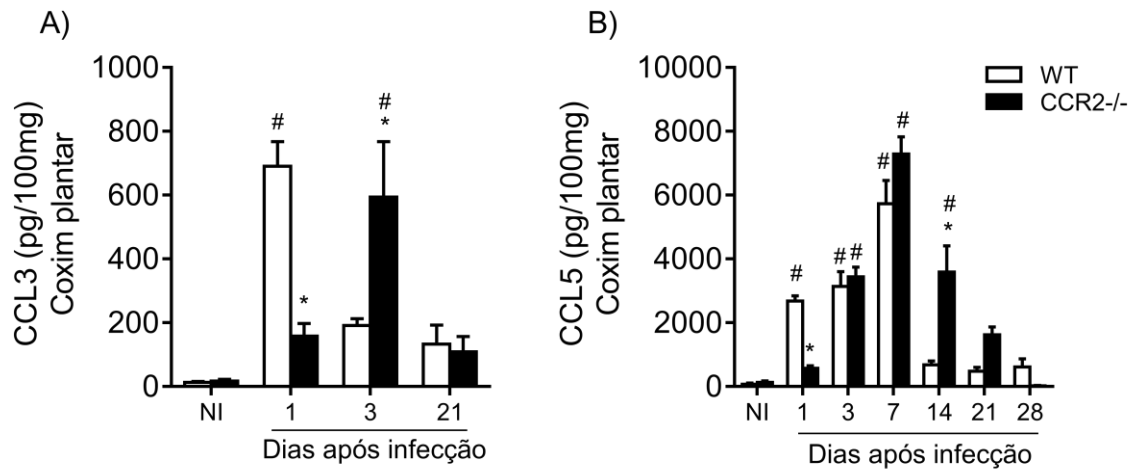 A)
CCL3 (pg/100mg)
Coxim plantar
1000
800
600
400
200
0
#
*
#
*
NI
1
3
21
Dias após infecção
B)
CCL5 (pg/100mg)
Coxim plantar
10000
8000
6000
4000
2000
0
#
*
#
#
#
#
#
*
NI
1
3
7
14
21
28
Dias após infecção
WT
CCR2-/-